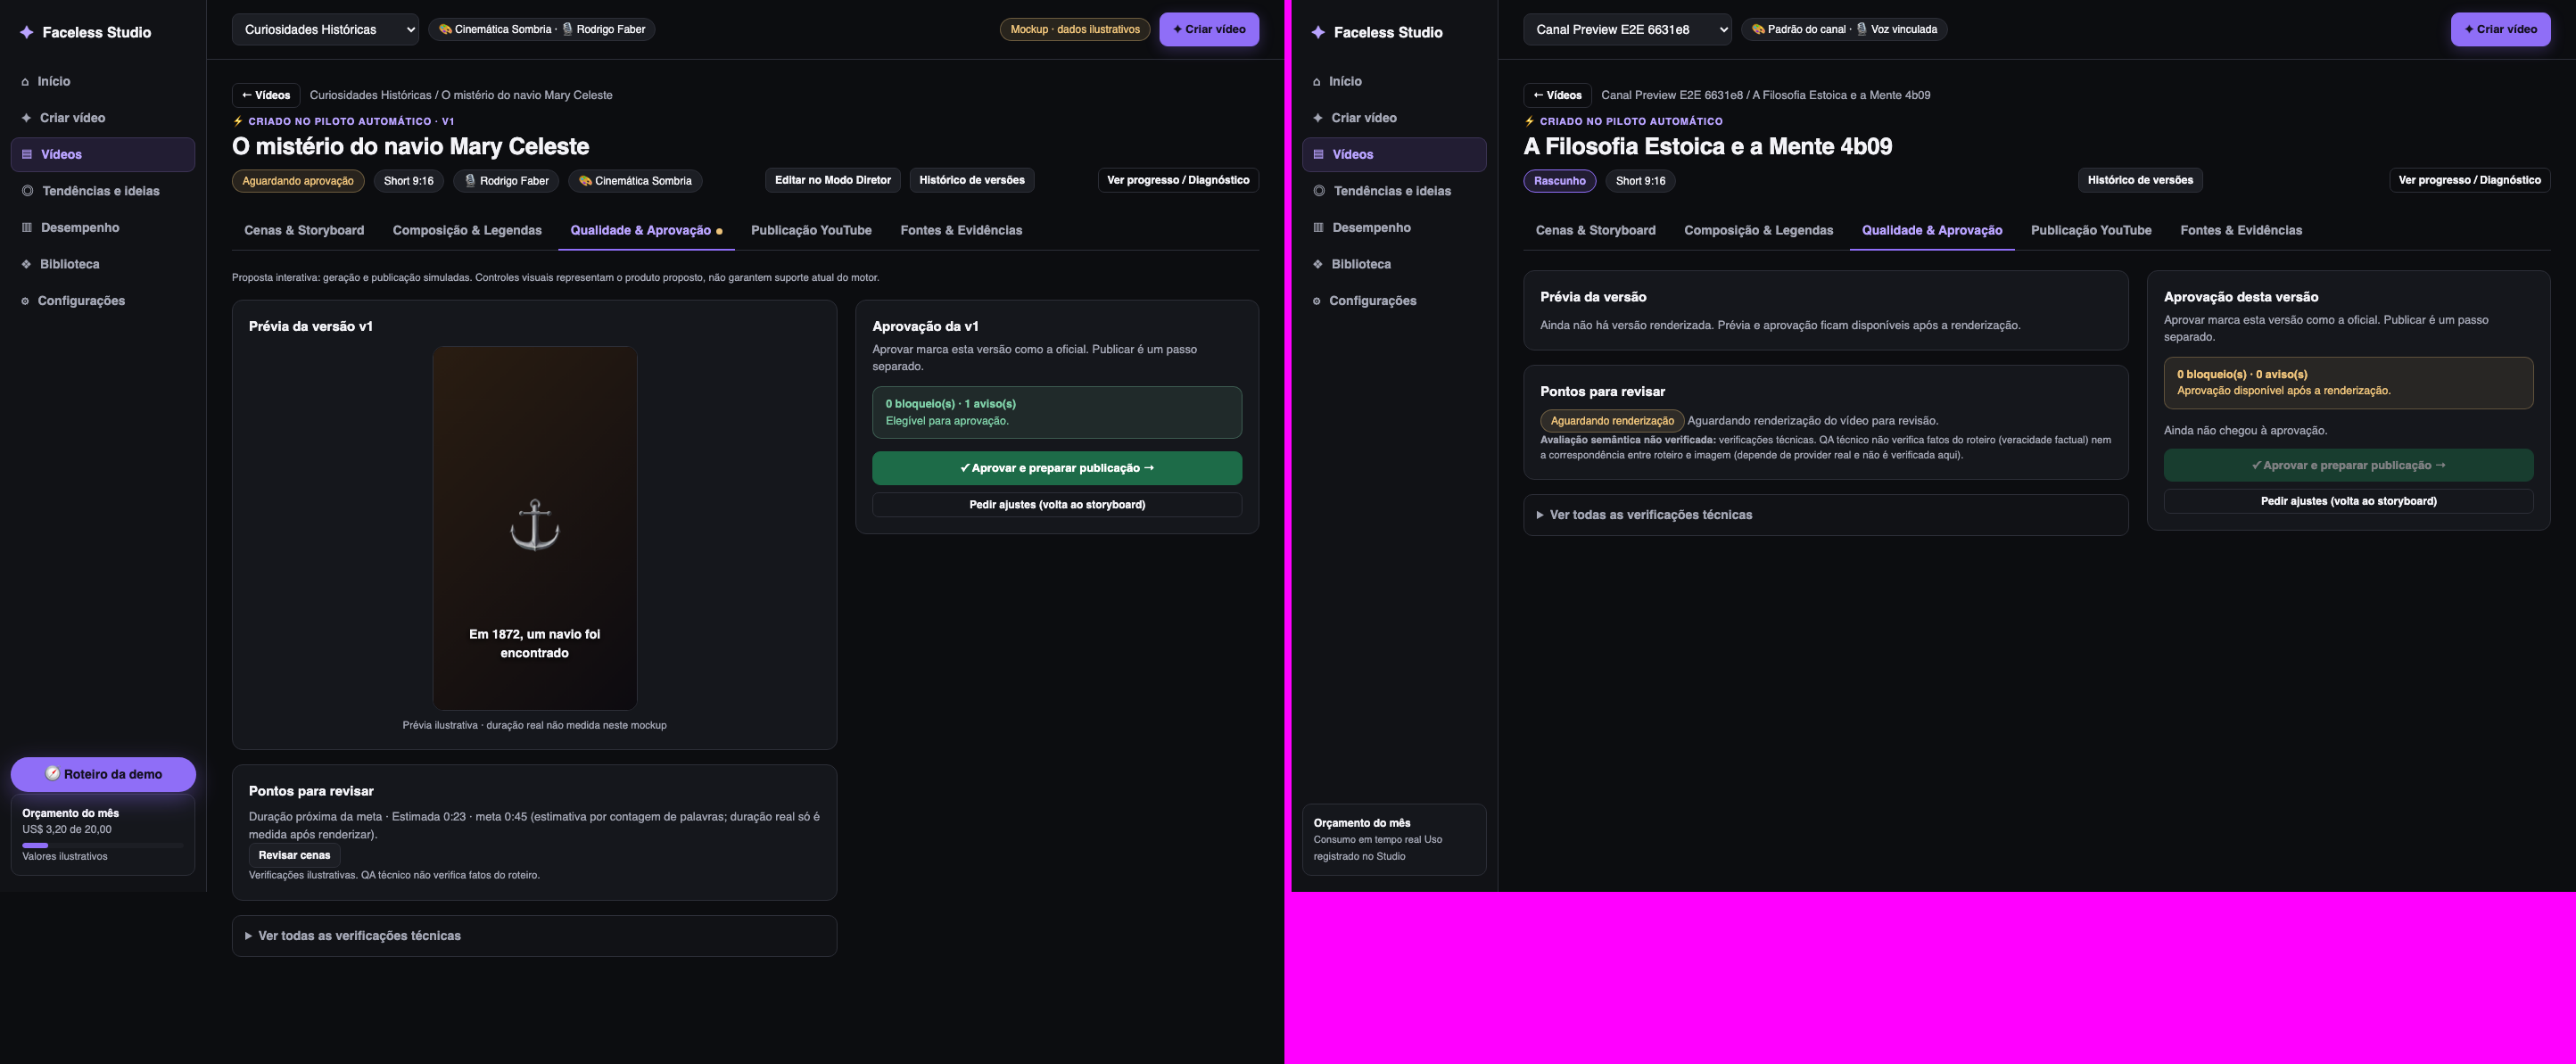 Faceless Studio
Início
Criar vídeo
Vídeos
Tendências e ideias
Desempenho
Biblioteca
Configurações
Roteiro da demo
Orçamento do mês
US$ 3,20 de 20,00
Valores ilustrativos
Curiosidades Históricas
Cinemática Sombria · Rodrigo Faber
Mockup · dados ilustrativos
Criar vídeo
← Vídeos
Curiosidades Históricas / O mistério do navio Mary Celeste
CRIADO NO PILOTO AUTOMÁTICO · V1
O mistério do navio Mary Celeste
Aguardando aprovação
Short 9:16
Rodrigo Faber
Cinemática Sombria
Editar no Modo Diretor
Histórico de versões
Ver progresso / Diagnóstico
Cenas & Storyboard
Composição & Legendas
Qualidade & Aprovação
Publicação YouTube
Fontes & Evidências
Proposta interativa: geração e publicação simuladas. Controles visuais representam o produto proposto, não garantem suporte atual do motor.
Prévia da versão v1
Em 1872, um navio foi
encontrado
Prévia ilustrativa · duração real não medida neste mockup
Pontos para revisar
Duração próxima da meta · Estimada 0:23 · meta 0:45 (estimativa por contagem de palavras; duração real só é
medida após renderizar).
Revisar cenas
Verificações ilustrativas. QA técnico não verifica fatos do roteiro.
Ver todas as verificações técnicas
Aprovação da v1
Aprovar marca esta versão como a oficial. Publicar é um passo
separado.
0 bloqueio(s) · 1 aviso(s)
Elegível para aprovação.
✓ Aprovar e preparar publicação →
Pedir ajustes (volta ao storyboard)
Faceless Studio
Início
Criar vídeo
Vídeos
Tendências e ideias
Desempenho
Biblioteca
Configurações
Orçamento do mês
Consumo em tempo real Uso
registrado no Studio
Canal Preview E2E 6631e8
Padrão do canal · Voz vinculada
Criar vídeo
← Vídeos
Canal Preview E2E 6631e8 / A Filosofia Estoica e a Mente 4b09
CRIADO NO PILOTO AUTOMÁTICO
A Filosofia Estoica e a Mente 4b09
Rascunho
Short 9:16
Histórico de versões
Ver progresso / Diagnóstico
Cenas & Storyboard
Composição & Legendas
Qualidade & Aprovação
Publicação YouTube
Fontes & Evidências
Prévia da versão
Ainda não há versão renderizada. Prévia e aprovação ficam disponíveis após a renderização.
Pontos para revisar
Aguardando renderização Aguardando renderização do vídeo para revisão.
Avaliação semântica não verificada: verificações técnicas. QA técnico não verifica fatos do roteiro (veracidade factual) nem
a correspondência entre roteiro e imagem (depende de provider real e não é verificada aqui).
Ver todas as verificações técnicas
Aprovação desta versão
Aprovar marca esta versão como a oficial. Publicar é um passo
separado.
0 bloqueio(s) · 0 aviso(s)
Aprovação disponível após a renderização.
Ainda não chegou à aprovação.
✓ Aprovar e preparar publicação →
Pedir ajustes (volta ao storyboard)